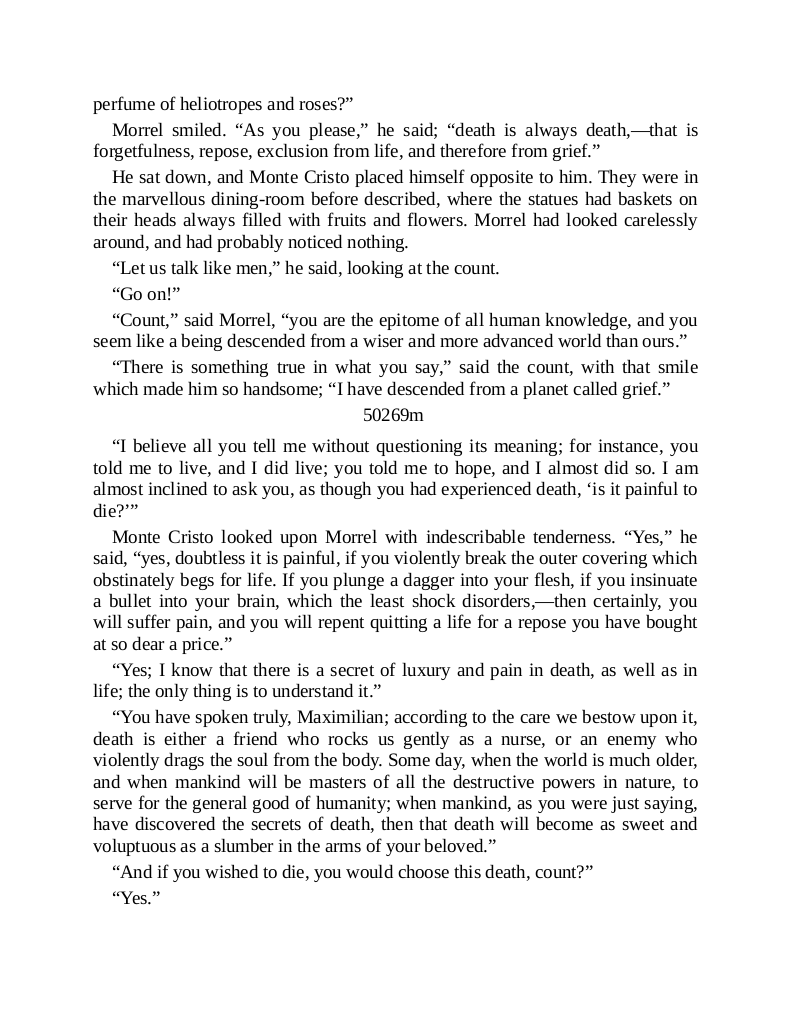 perfume of heliotropes and roses?”
Morrel smiled. “As you please,” he said; “death is always death,—that is
forgetfulness, repose, exclusion from life, and therefore from grief.”
He sat down, and Monte Cristo placed himself opposite to him. They were in
the marvellous dining-room before described, where the statues had baskets on
their heads always filled with fruits and flowers. Morrel had looked carelessly
around, and had probably noticed nothing.
“Let us talk like men,” he said, looking at the count.
“Go on!”
“Count,” said Morrel, “you are the epitome of all human knowledge, and you
seem like a being descended from a wiser and more advanced world than ours.”
“There is something true in what you say,” said the count, with that smile
which made him so handsome; “I have descended from a planet called grief.”
50269m
“I believe all you tell me without questioning its meaning; for instance, you
told me to live, and I did live; you told me to hope, and I almost did so. I am
almost inclined to ask you, as though you had experienced death, ‘is it painful to
die?’”
Monte Cristo looked upon Morrel with indescribable tenderness. “Yes,” he
said, “yes, doubtless it is painful, if you violently break the outer covering which
obstinately begs for life. If you plunge a dagger into your flesh, if you insinuate
a bullet into your brain, which the least shock disorders,—then certainly, you
will suffer pain, and you will repent quitting a life for a repose you have bought
at so dear a price.”
“Yes; I know that there is a secret of luxury and pain in death, as well as in
life; the only thing is to understand it.”
“You have spoken truly, Maximilian; according to the care we bestow upon it,
death is either a friend who rocks us gently as a nurse, or an enemy who
violently drags the soul from the body. Some day, when the world is much older,
and when mankind will be masters of all the destructive powers in nature, to
serve for the general good of humanity; when mankind, as you were just saying,
have discovered the secrets of death, then that death will become as sweet and
voluptuous as a slumber in the arms of your beloved.”
“And if you wished to die, you would choose this death, count?”
“Yes.”